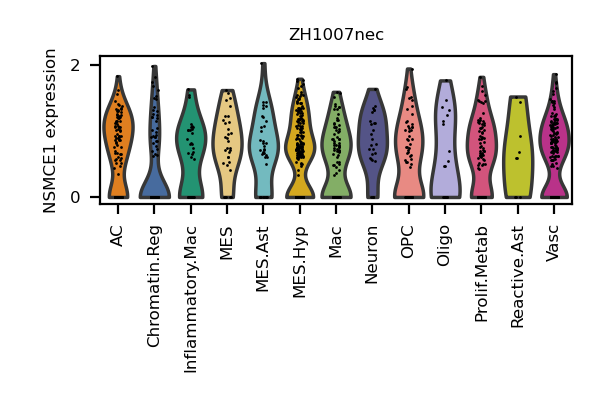 ZH1007nec
NSMCE1 expression
2
0
AC
Chromatin.Reg
Inflammatory.Mac
MES
MES.Ast
MES.Hyp
Mac
Neuron
OPC
Oligo
Prolif.Metab
Reactive.Ast
Vasc